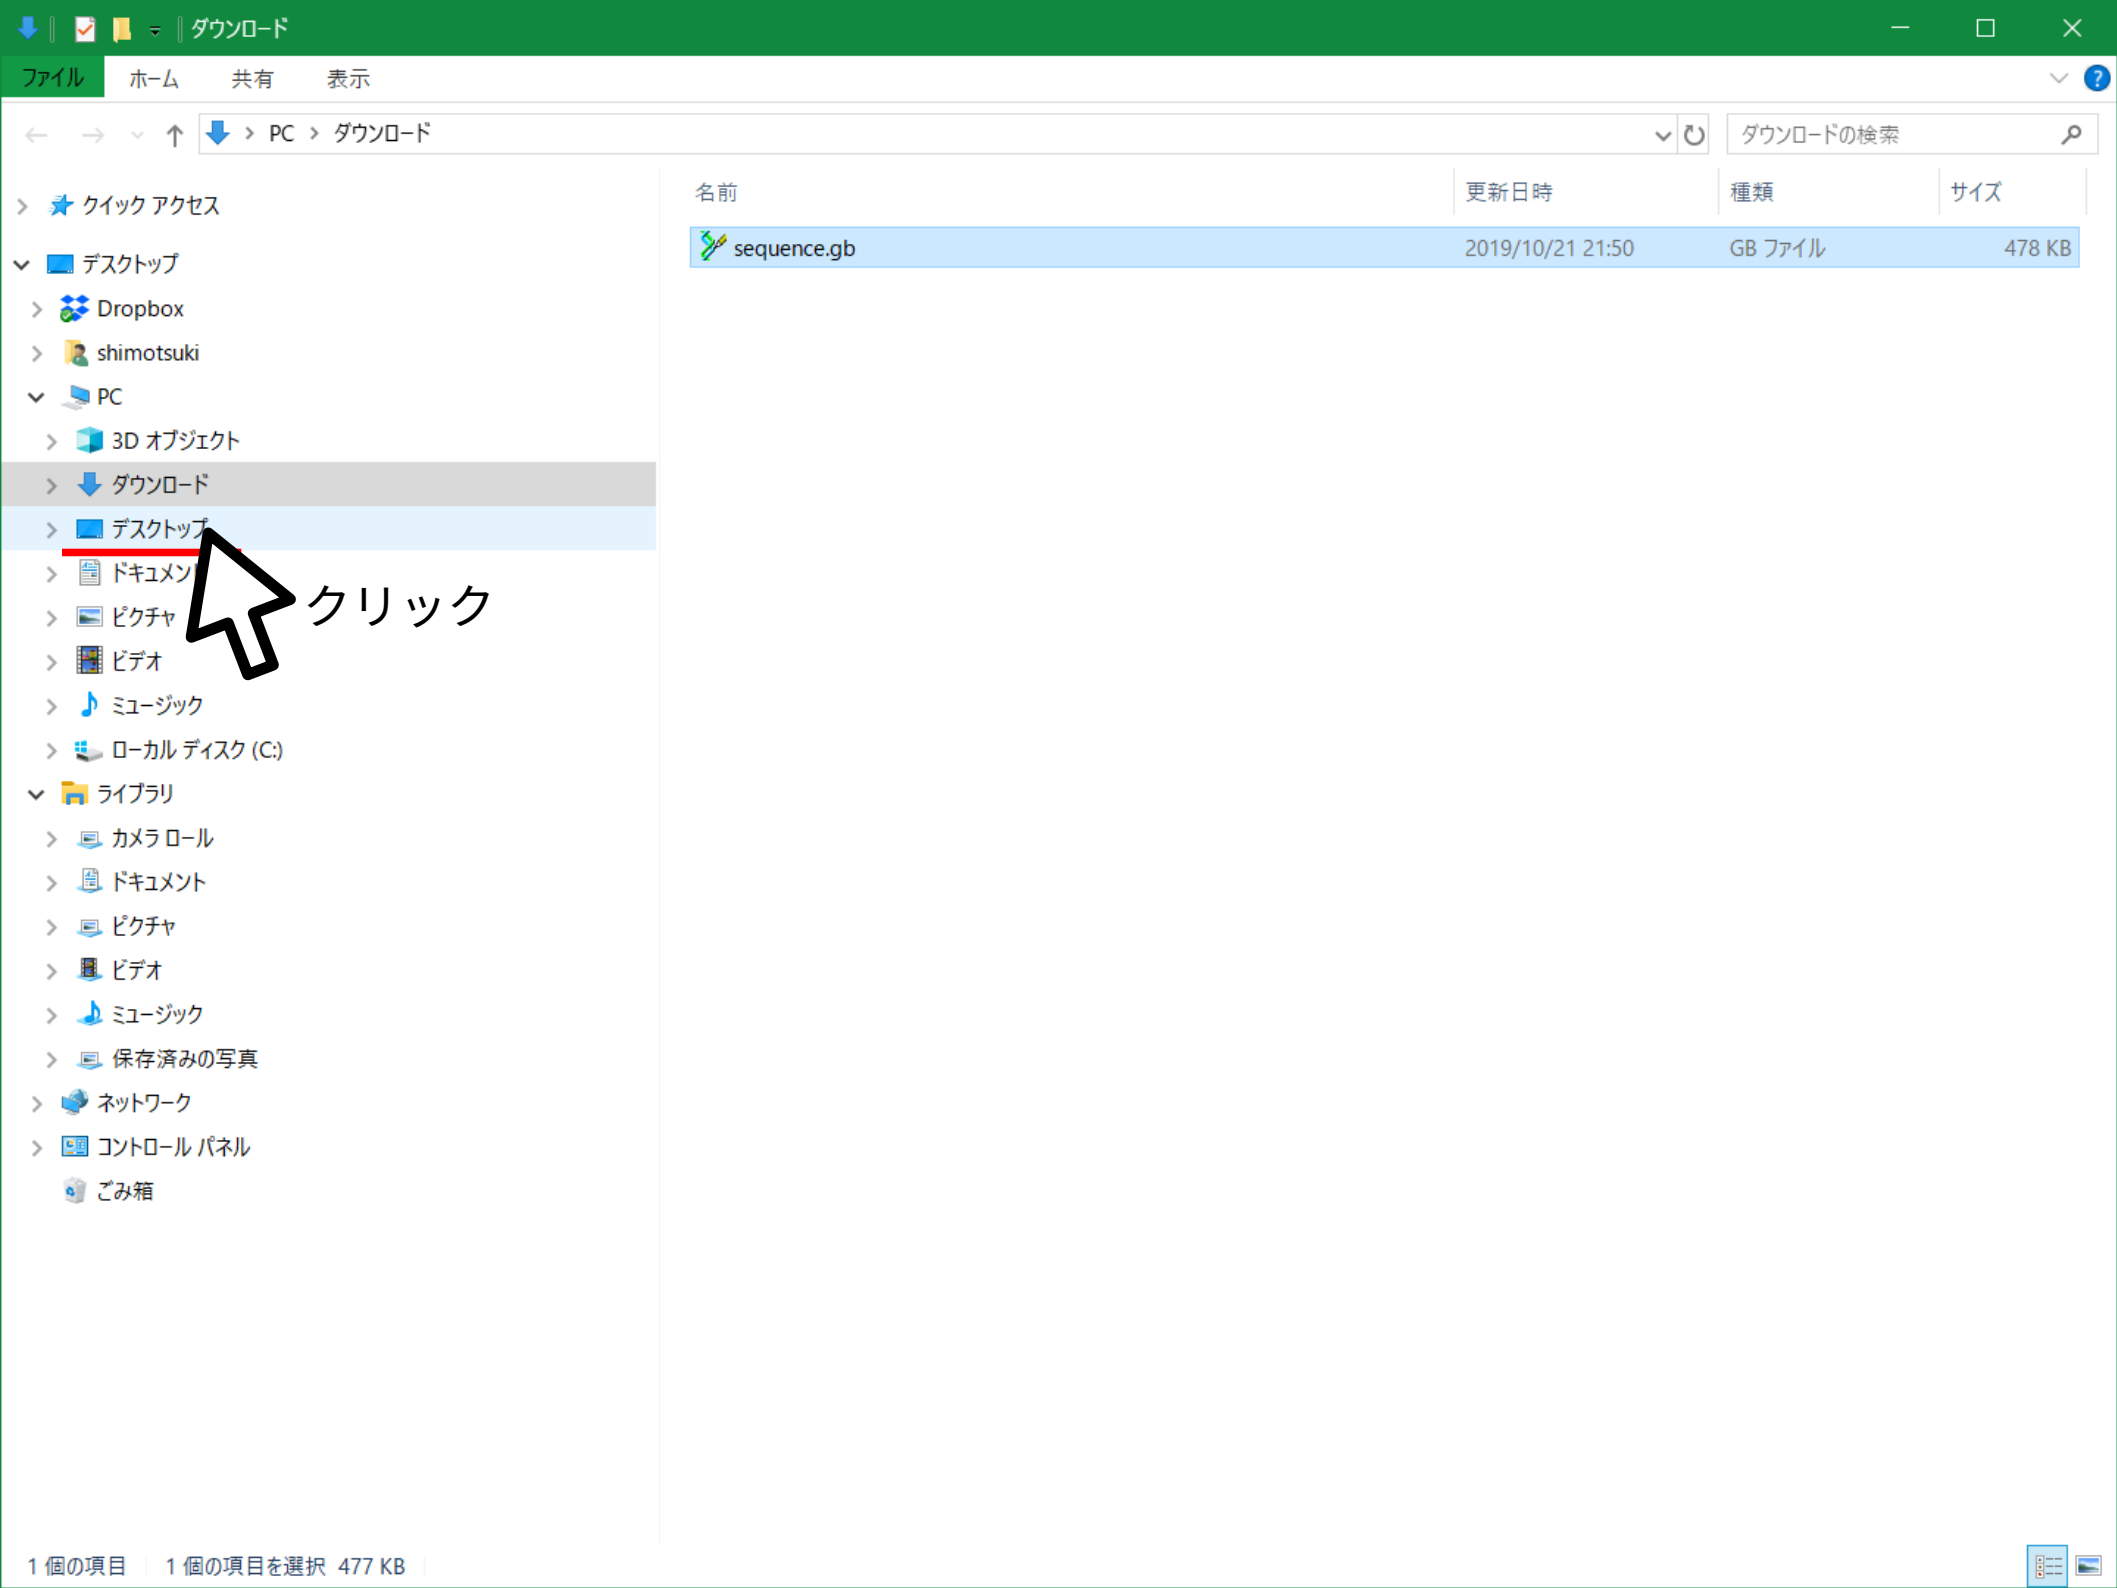 ダウンロード
ファイル ホーム 共有 表示
PC ダウンロード ダウンロードの検索
名前 更新日時 種類 サイズ
sequence.gb 2019/10/21 21:50 GB ファイル 478 KB
クイック アクセス
デスクトップ
Dropbox
shimotsuki
PC
3D オブジェクト
ダウンロード
デスクトップ
ドキュメント
ピクチャ
クリック
ビデオ
ミュージック
ローカル ディスク (C:)
ライブラリ
カメラ ロール
ドキュメント
ピクチャ
ビデオ
ミュージック
保存済みの写真
ネットワーク
コントロール パネル
ごみ箱
1 個の項目 1 個の項目を選択 477 KB